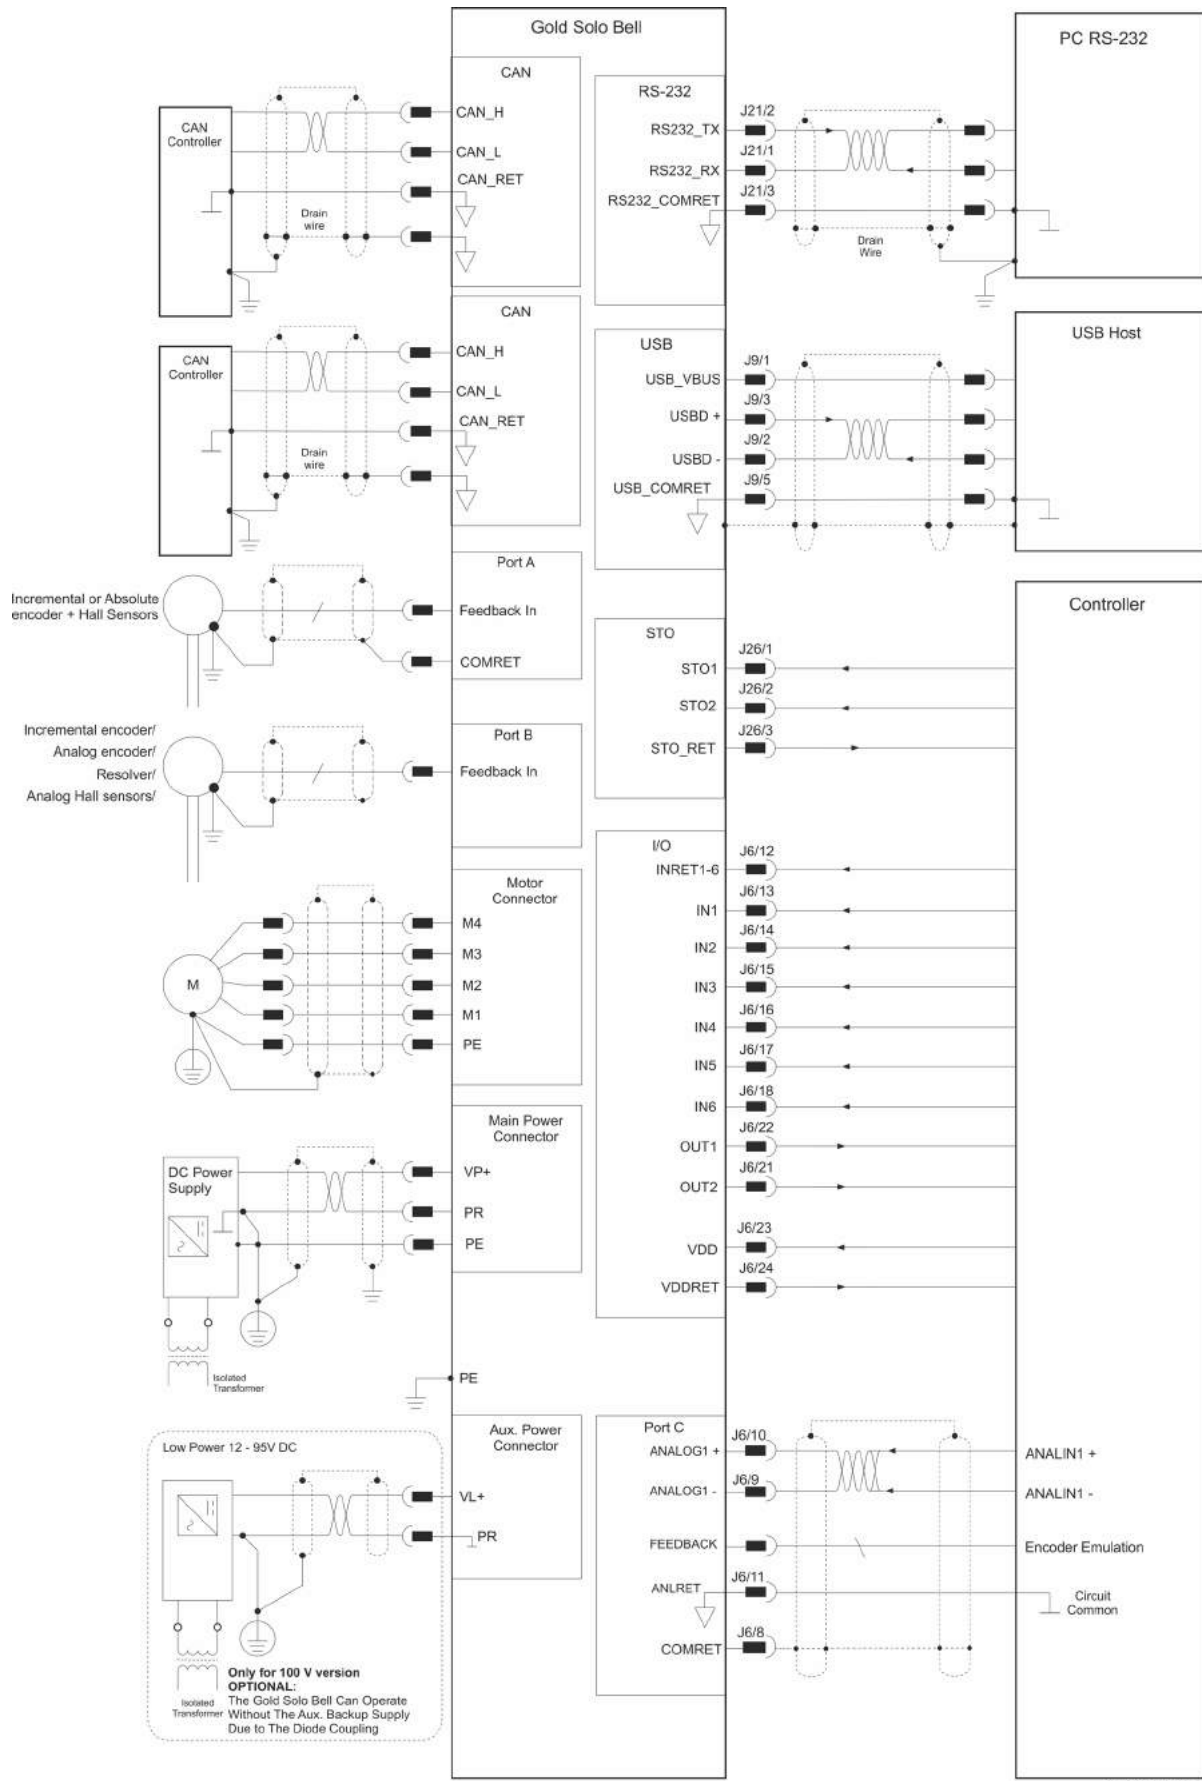 Gold Solo Bell
PC RS-232
CAN
CAN
Controller
CAN_H
CAN_L
CAN_RET
Drain
wire
RS-232
RS232_TX
J21/2
RS232_RX
J21/1
RS232_COMRET
J21/3
Drain
Wire
CAN
CAN
Controller
CAN_H
CAN_L
CAN_RET
Drain
wire
USB
USB Host
USB_VBUS
J9/1
USBD +
J9/3
USBD -
J9/2
USB_COMRET
J9/5
Port A
Incremental or Absolute
encoder + Hall Sensors
Feedback In
COMRET
Controller
STO
STO1
J26/1
STO2
J26/2
STO_RET
J26/3
Port B
Incremental encoder/
Analog encoder/
Resolver/
Analog Hall sensors/
Feedback In
I/O
INRET1-6
J6/12
IN1
J6/13
IN2
J6/14
IN3
J6/15
IN4
J6/16
IN5
J6/17
IN6
J6/18
OUT1
J6/22
OUT2
J6/21
VDD
J6/23
VDDRET
J6/24
Motor
Connector
M
M4
M3
M2
M1
PE
Main Power
Connector
DC Power
Supply
VP+
PR
PE
Isolated
Transformer
PE
Aux. Power
Connector
Low Power 12 - 95V DC
VL+
PR
Isolated
Transformer
Only for 100 V version
OPTIONAL:
The Gold Solo Bell Can Operate
Without The Aux. Backup Supply
Due to The Diode Coupling
Port C
ANALOG1 +
J6/10
ANALIN1 +
ANALOG1 -
J6/9
ANALIN1 -
FEEDBACK
Encoder Emulation
ANLRET
J6/11
Circuit
Common
COMRET
J6/8